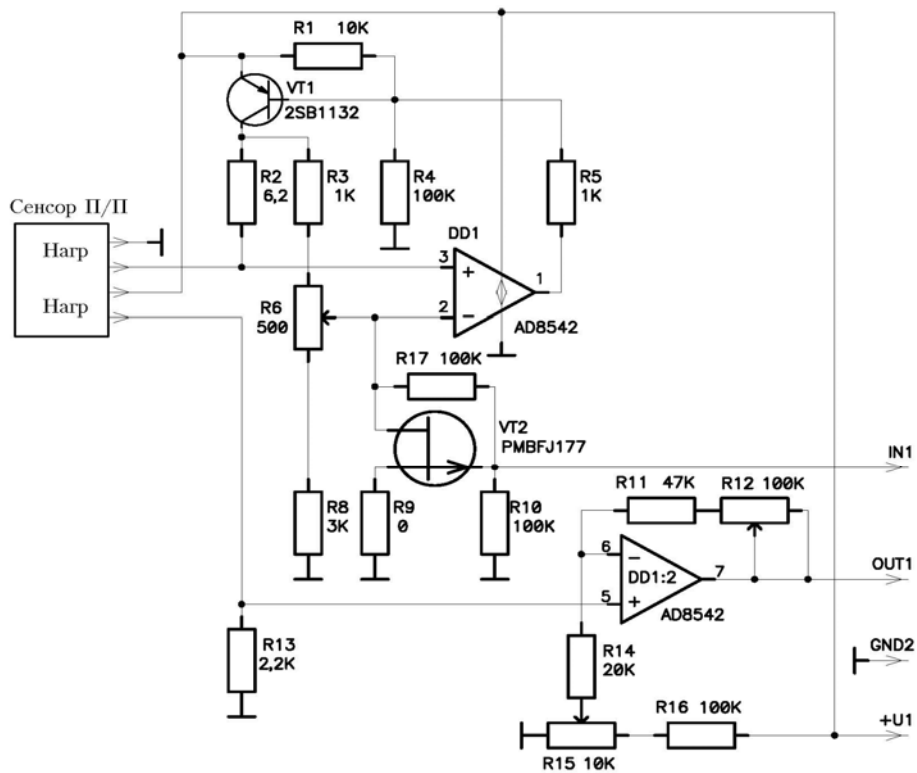 R1 10K
VT1
2SB1132
R2
6,2
R3
1K
R4
100K
R5
1K
Сенсор П/П
Нагр
Нагр
DD1
3
+
2
−
1
AD8542
R6
500
R17 100K
VT2
PMBFJ177
IN1
R8
3K
R9
0
R10
100K
R11 47K
R12 100K
6
−
DD1:2
7
5
+
AD8542
OUT1
R13
2,2K
R14
20K
GND2
R16 100K
+U1
R15 10K